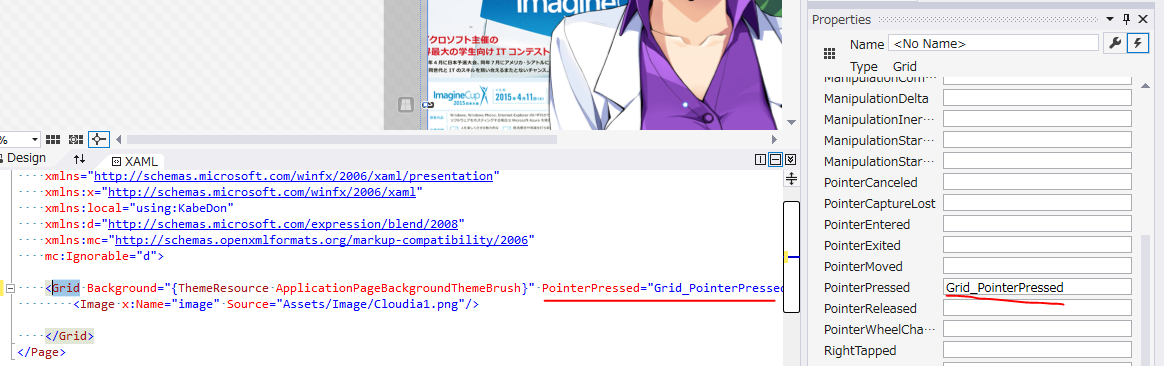 Imagine
クロソフト主催の
界最大の学生向け IT コンテスト
ImagineCup
2015
2015年4月11日(
Properties
Name <No Name>
Type Grid
ManipulationCom···
ManipulationDelta
ManipulationIner···
ManipulationStar···
ManipulationStar···
PointerCanceled
PointerCaptureLost
PointerEntered
PointerExited
PointerMoved
PointerPressed Grid_PointerPressed
PointerReleased
PointerWheelCha···
RightTapped
%
Design
XAML
xmlns="http://schemas.microsoft.com/winfx/2006/xaml/presentation"
xmlns:x="http://schemas.microsoft.com/winfx/2006/xaml"
xmlns:local="using:KabeDon"
xmlns:d="http://schemas.microsoft.com/expression/blend/2008"
xmlns:mc="http://schemas.openxmlformats.org/markup-compatibility/2006"
mc:Ignorable="d">
<Grid Background="{ThemeResource ApplicationPageBackgroundThemeBrush}" PointerPressed="Grid_PointerPressed
<Image x:Name="image" Source="Assets/Image/Cloudia1.png"/>
</Grid>
</Page>